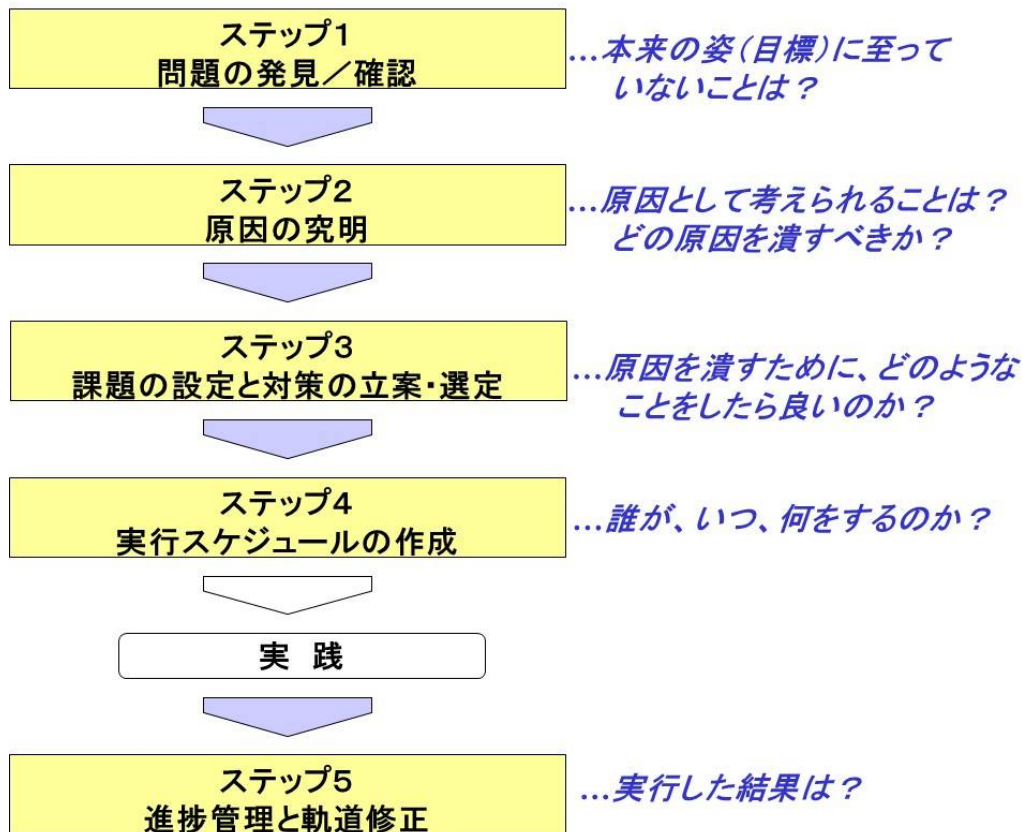 ステップ1
問題の発見／確認
…本来の姿(目標)に至って
いないことは？
ステップ2
原因の究明
…原因として考えられることは？
どの原因を潰すべきか？
ステップ3
課題の設定と対策の立案・選定
…原因を潰すために、どのような
ことをしたら良いのか？
ステップ4
実行スケジュールの作成
…誰が、いつ、何をするのか？
実 践
ステップ5
進捗管理と軌道修正
…実行した結果は？